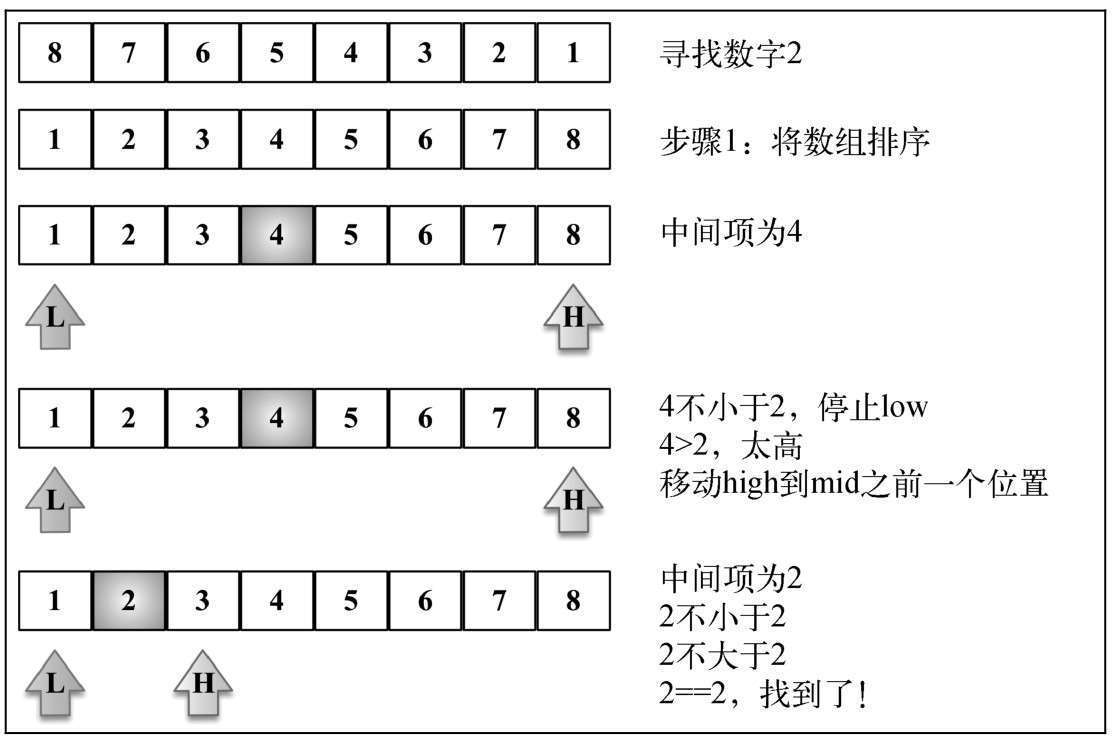 8 7 6 5 4 3 2 1 寻找数字2
1 2 3 4 5 6 7 8 步骤1：将数组排序
1 2 3 4 5 6 7 8 中间项为4
L H
1 2 3 4 5 6 7 8 4不小于2，停止low
4>2，太高
移动high到mid之前一个位置
L H
中间项为2
1 2 3 4 5 6 7 8 2不小于2
2不大于2
L H 2==2，找到了！